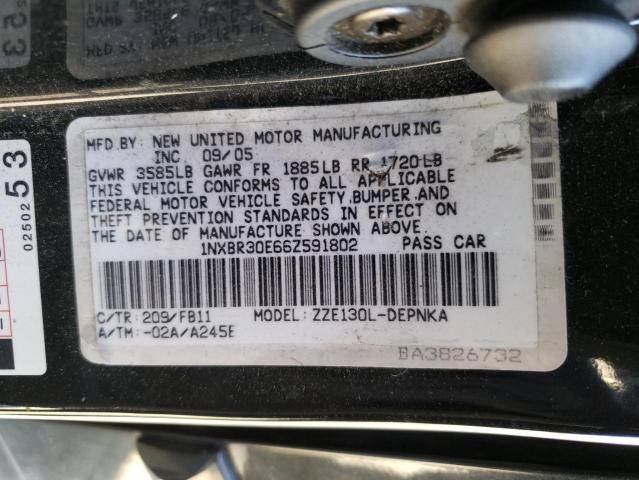 MFD BY: NEW UNITED MOTOR MANUFACTURING
INC. 09/05
GVWR 3585LB GAWR FR 1885LB RR 1720LB
THIS VEHICLE CONFORMS TO ALL APPLICABLE
FEDERAL MOTOR VEHICLE SAFETY, BUMPER, AND
THEFT PREVENTION STANDARDS IN EFFECT ON
THE DATE OF MANUFACTURE SHOWN ABOVE.
1NXBR30E66Z591802 PASS CAR
C/TR: 209/FB11 MODEL: ZZE130L-DEPNKA
A/TM: -02A/A245E
BA3826732
53
02502